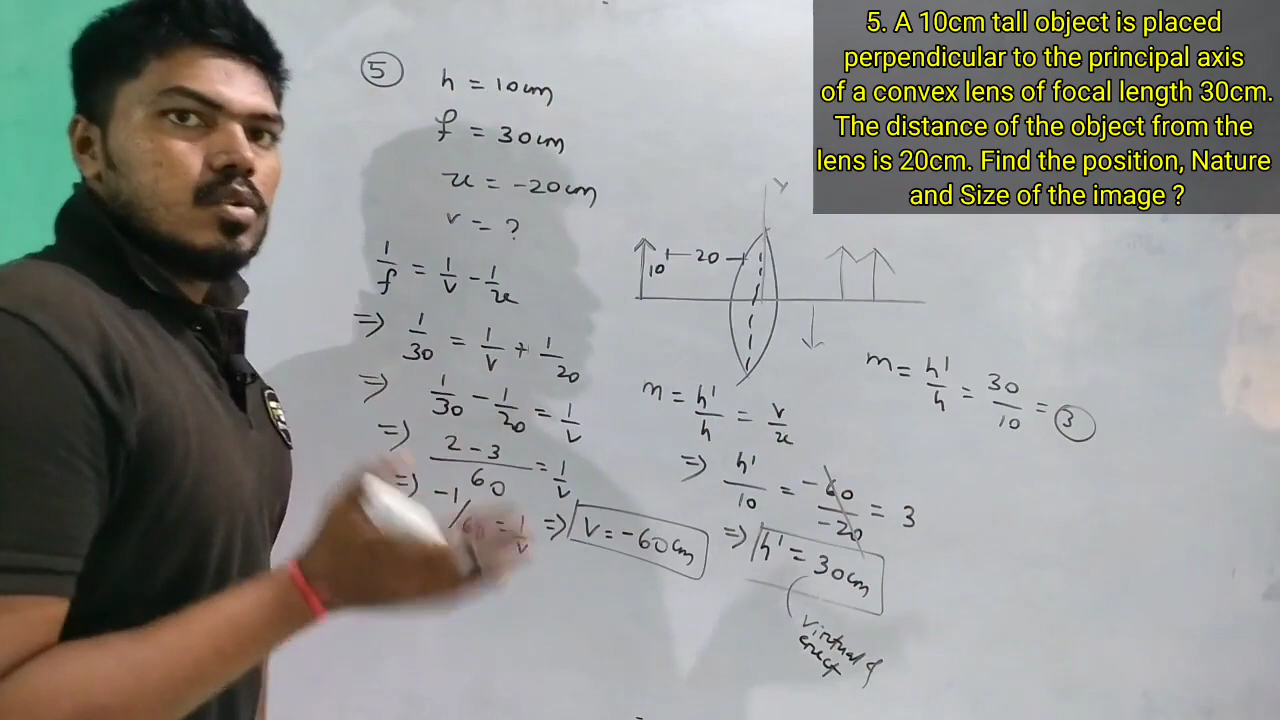 5. A 10cm tall object is placed
perpendicular to the principal axis
of a convex lens of focal length 30cm.
The distance of the object from the
lens is 20cm. Find the position, Nature
and Size of the image ?
5
h = 10cm
f = 30cm
u = -20cm
v = ?
1/f = 1/v - 1/u
=> 1/30 = 1/v + 1/20
=> 1/30 - 1/20 = 1/v
=> 2-3/60 = 1/v
=> -1/60 = 1/v => v = -60cm
10
20
m = h'/h = v/u
=> h'/10 = -60/-20 = 3
=> h' = 30cm
virtual &
erect
m = h'/h = 30/10 = 3